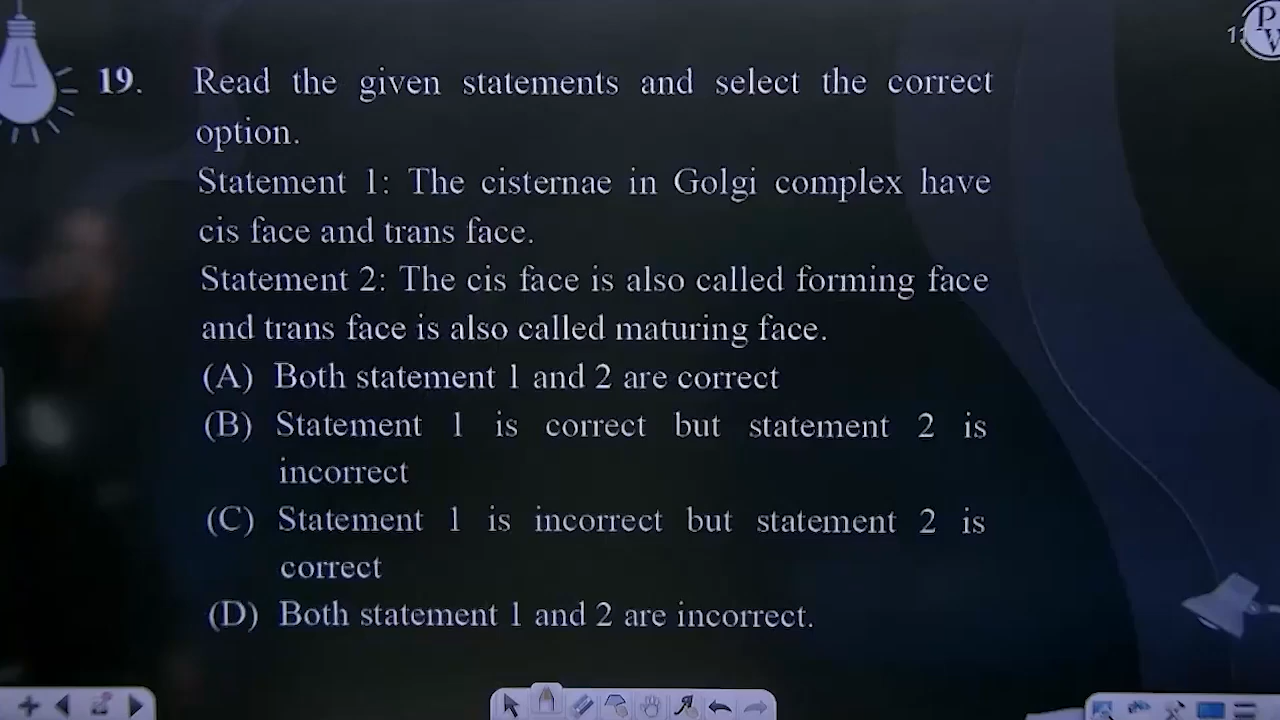 19. Read the given statements and select the correct
option.
Statement 1: The cisternae in Golgi complex have
cis face and trans face.
Statement 2: The cis face is also called forming face
and trans face is also called maturing face.
(A) Both statement 1 and 2 are correct
(B) Statement 1 is correct but statement 2 is
incorrect
(C) Statement 1 is incorrect but statement 2 is
correct
(D) Both statement 1 and 2 are incorrect.
P
W